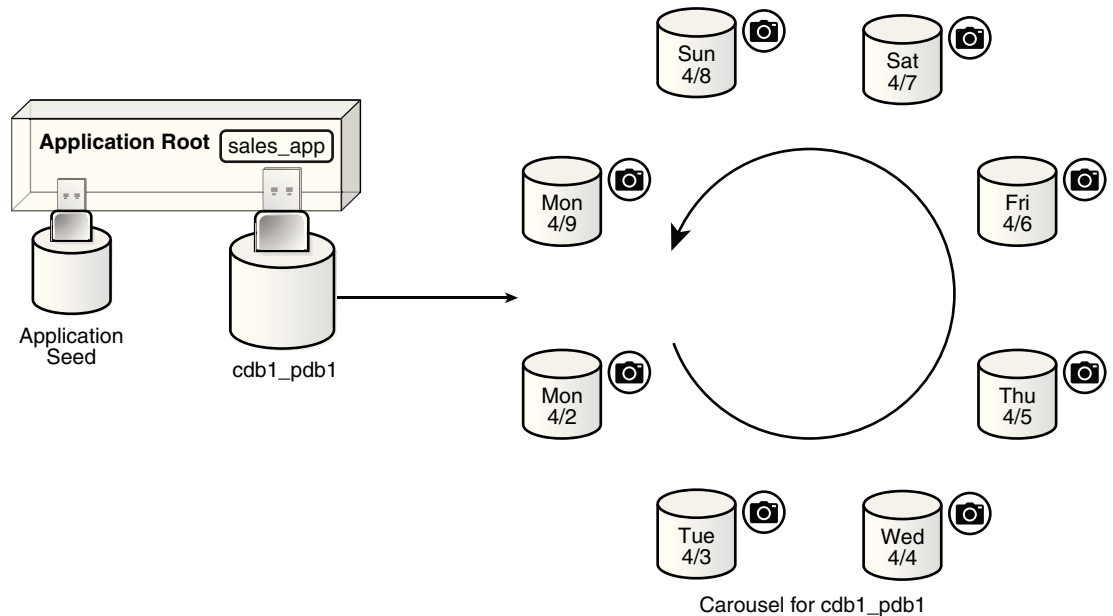 Application Root
sales_app
Application
Seed
cdb1_pdb1
Sun
4/8
Sat
4/7
Mon
4/9
Fri
4/6
Mon
4/2
Thu
4/5
Tue
4/3
Wed
4/4
Carousel for cdb1_pdb1